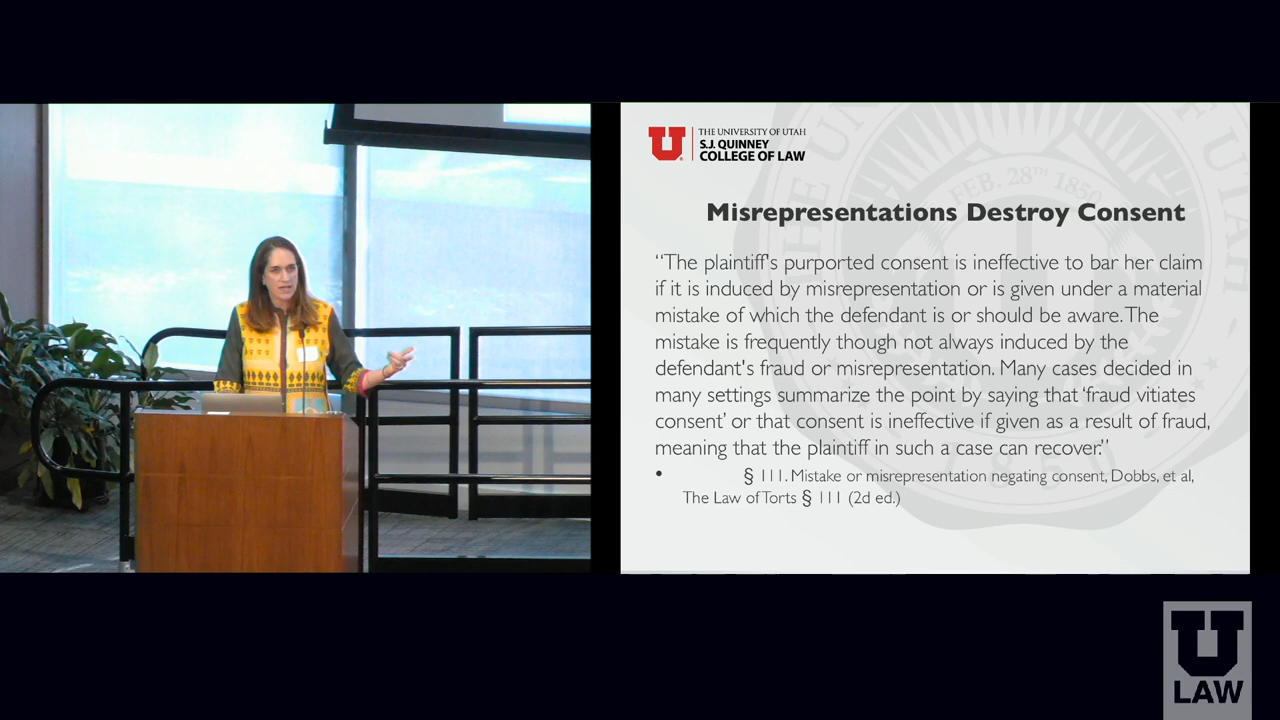 THE UNIVERSITY OF UTAH
S.J. QUINNEY
COLLEGE OF LAW
FEB. 28TH 1850
Misrepresentations Destroy Consent
“The plaintiff's purported consent is ineffective to bar her claim
if it is induced by misrepresentation or is given under a material
mistake of which the defendant is or should be aware. The
mistake is frequently though not always induced by the
defendant's fraud or misrepresentation. Many cases decided in
many settings summarize the point by saying that ‘fraud vitiates
consent’ or that consent is ineffective if given as a result of fraud,
meaning that the plaintiff in such a case can recover.”
• § 111. Mistake or misrepresentation negating consent, Dobbs, et al,
The Law of Torts § 111 (2d ed.)
U
LAW